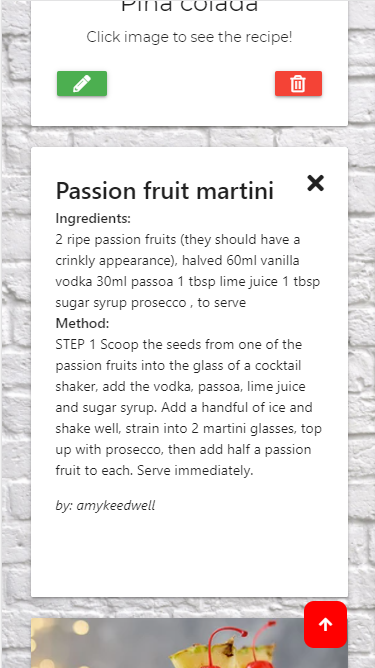 Pina colada
Click image to see the recipe!
Passion fruit martini
Ingredients:
2 ripe passion fruits (they should have a
crinkly appearance), halved 60ml vanilla
vodka 30ml passoa 1 tbsp lime juice 1 tbsp
sugar syrup prosecco , to serve
Method:
STEP 1 Scoop the seeds from one of the
passion fruits into the glass of a cocktail
shaker, add the vodka, passoa, lime juice
and sugar syrup. Add a handful of ice and
shake well, strain into 2 martini glasses, top
up with prosecco, then add half a passion
fruit to each. Serve immediately.
by: amykeedwell